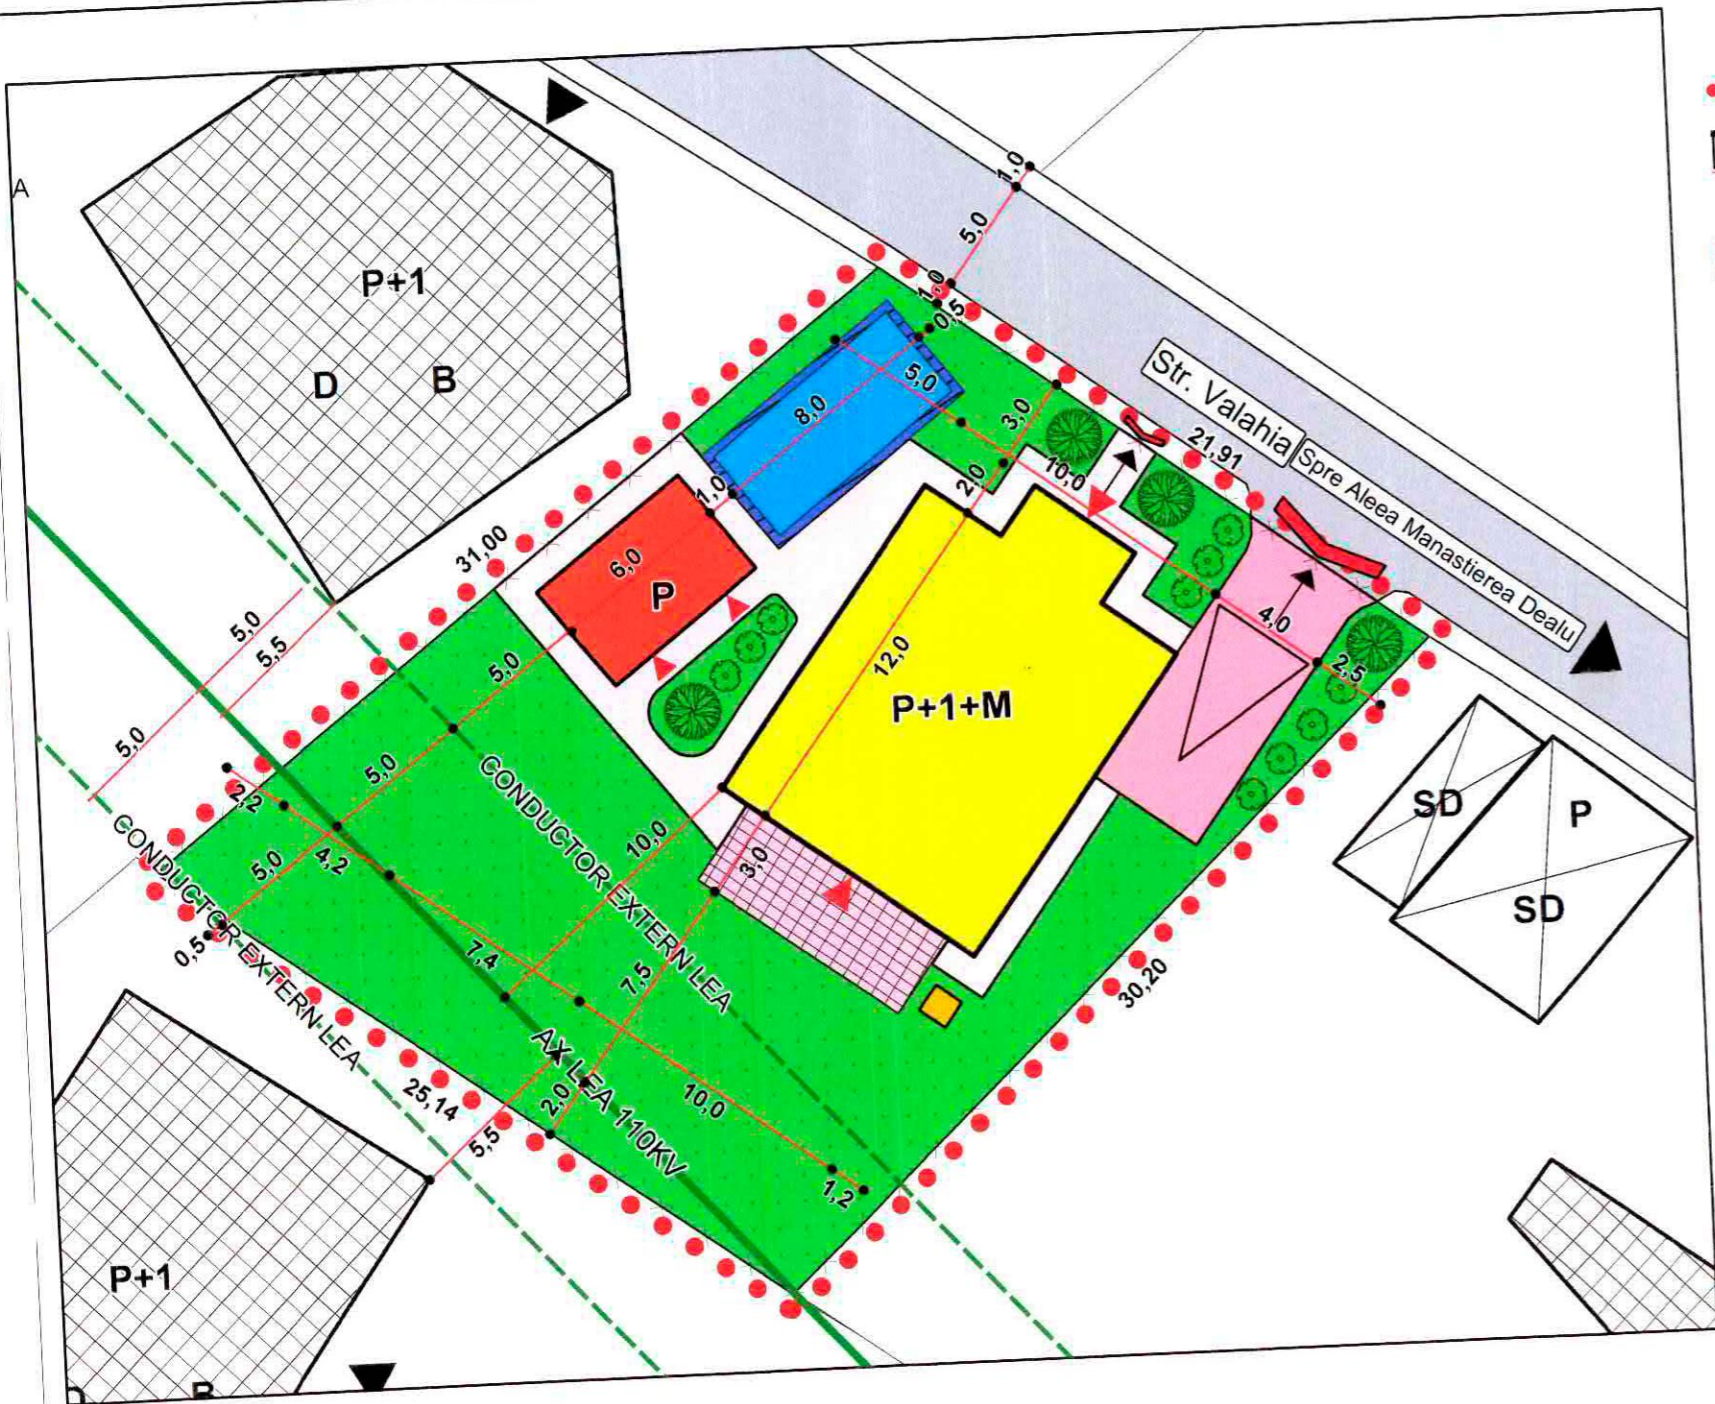 A
P+1
D
B
1,0
5,0
1,0
0,5
5,0
8,0
3,0
2,0
10,0
Str. Valahia
21,91
Spre Aleea Manastierea Dealu
31,00
1,0
6,0
P
12,0
P+1+M
4,0
2,5
5,0
5,5
5,0
5,0
5,0
2,2
4,2
5,0
0,5
CONDUCTOR EXTERN LEA
CONDUCTOR EXTERN LEA
10,0
3,0
7,4
7,5
AX LEA 110KV
10,0
2,0
25,14
5,5
1,2
30,20
SD
P
SD
P+1
B